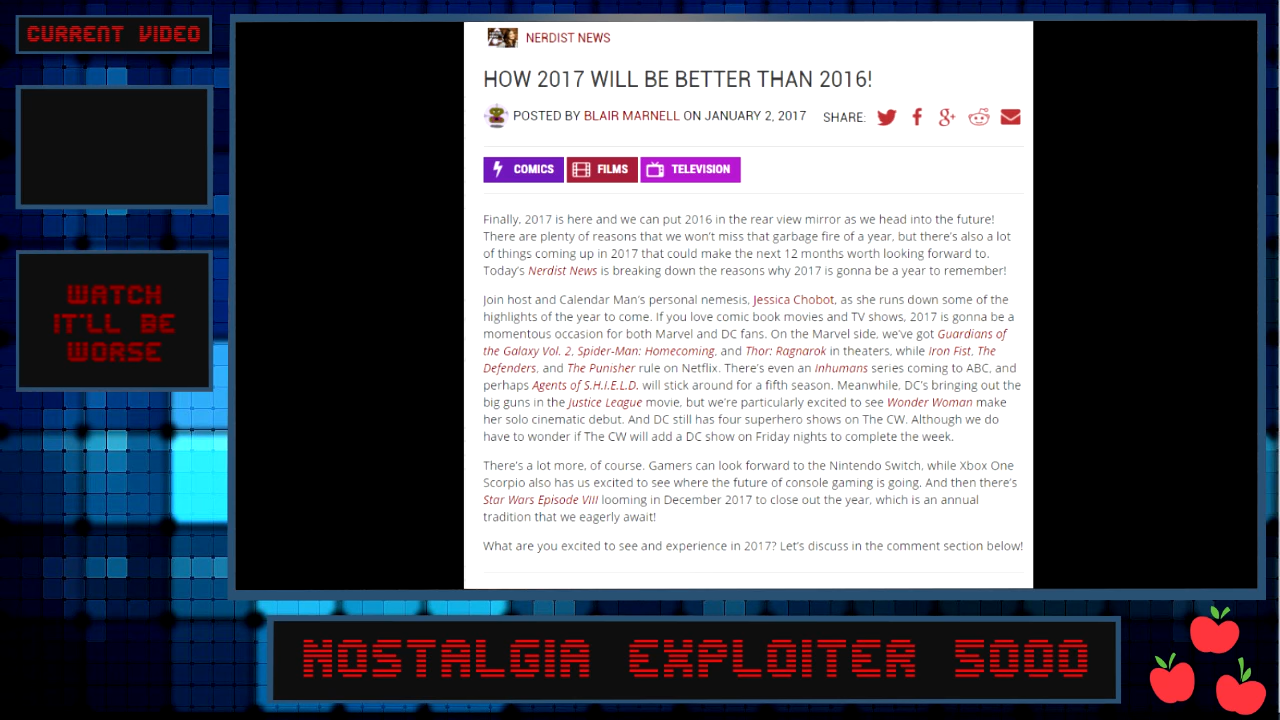 CURRENT VIDEO
WATCH
IT'LL BE
WORSE
NERDIST NEWS
HOW 2017 WILL BE BETTER THAN 2016!
POSTED BY BLAIR MARNELL ON JANUARY 2, 2017 SHARE:
COMICS FILMS TELEVISION
Finally, 2017 is here and we can put 2016 in the rear view mirror as we head into the future!
There are plenty of reasons that we won't miss that garbage fire of a year, but there's also a lot
of things coming up in 2017 that could make the next 12 months worth looking forward to.
Today's Nerdist News is breaking down the reasons why 2017 is gonna be a year to remember!
Join host and Calendar Man's personal nemesis, Jessica Chobot, as she runs down some of the
highlights of the year to come. If you love comic book movies and TV shows, 2017 is gonna be a
momentous occasion for both Marvel and DC fans. On the Marvel side, we've got Guardians of
the Galaxy Vol. 2, Spider-Man: Homecoming, and Thor: Ragnarok in theaters, while Iron Fist, The
Defenders, and The Punisher rule on Netflix. There's even an Inhumans series coming to ABC, and
perhaps Agents of S.H.I.E.L.D. will stick around for a fifth season. Meanwhile, DC's bringing out the
big guns in the Justice League movie, but we're particularly excited to see Wonder Woman make
her solo cinematic debut. And DC still has four superhero shows on The CW. Although we do
have to wonder if The CW will add a DC show on Friday nights to complete the week.
There's a lot more, of course. Gamers can look forward to the Nintendo Switch, while Xbox One
Scorpio also has us excited to see where the future of console gaming is going. And then there's
Star Wars Episode VIII looming in December 2017 to close out the year, which is an annual
tradition that we eagerly await!
What are you excited to see and experience in 2017? Let's discuss in the comment section below!
NOSTALGIA EXPLOITER 5000